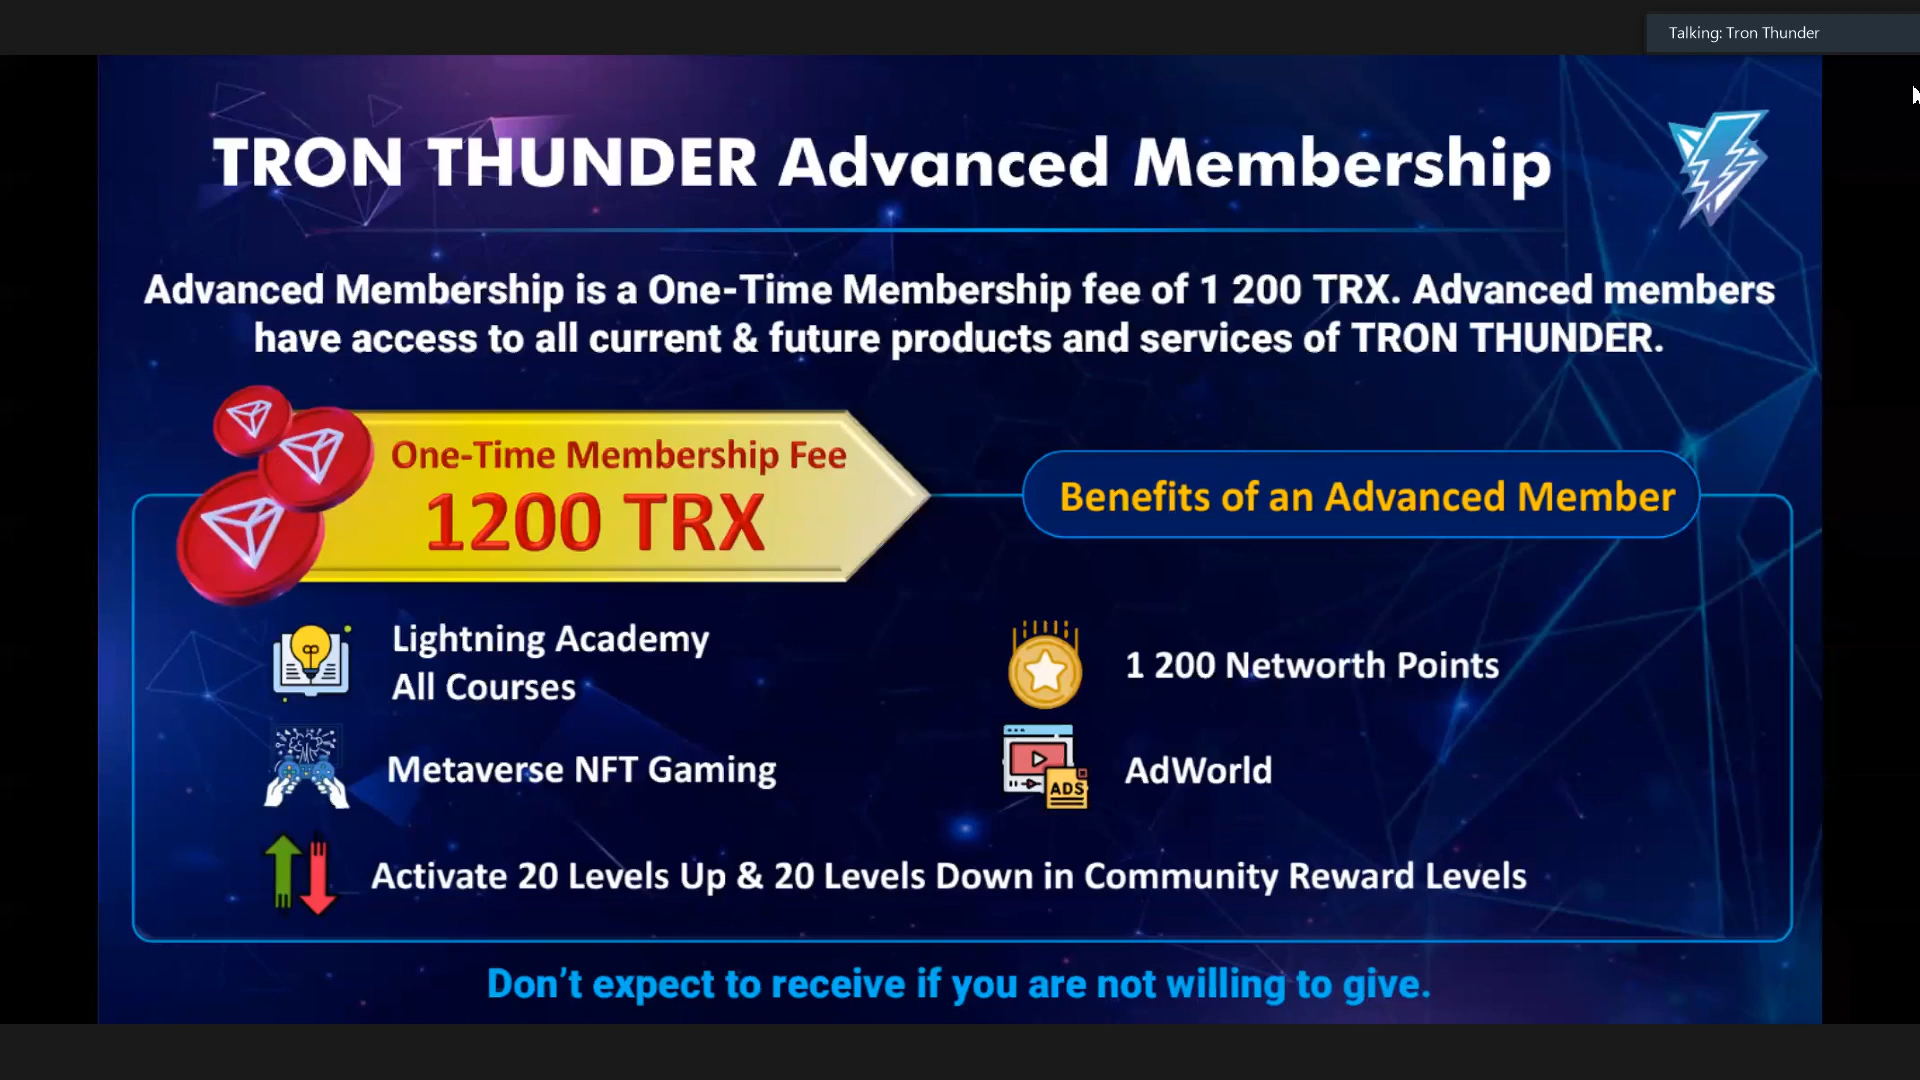 Talking: Tron Thunder
TRON THUNDER Advanced Membership
Advanced Membership is a One-Time Membership fee of 1 200 TRX. Advanced members
have access to all current & future products and services of TRON THUNDER.
One-Time Membership Fee
1200 TRX
Benefits of an Advanced Member
Lightning Academy
All Courses
1 200 Networth Points
Metaverse NFT Gaming
ADS
AdWorld
Activate 20 Levels Up & 20 Levels Down in Community Reward Levels
Don't expect to receive if you are not willing to give.